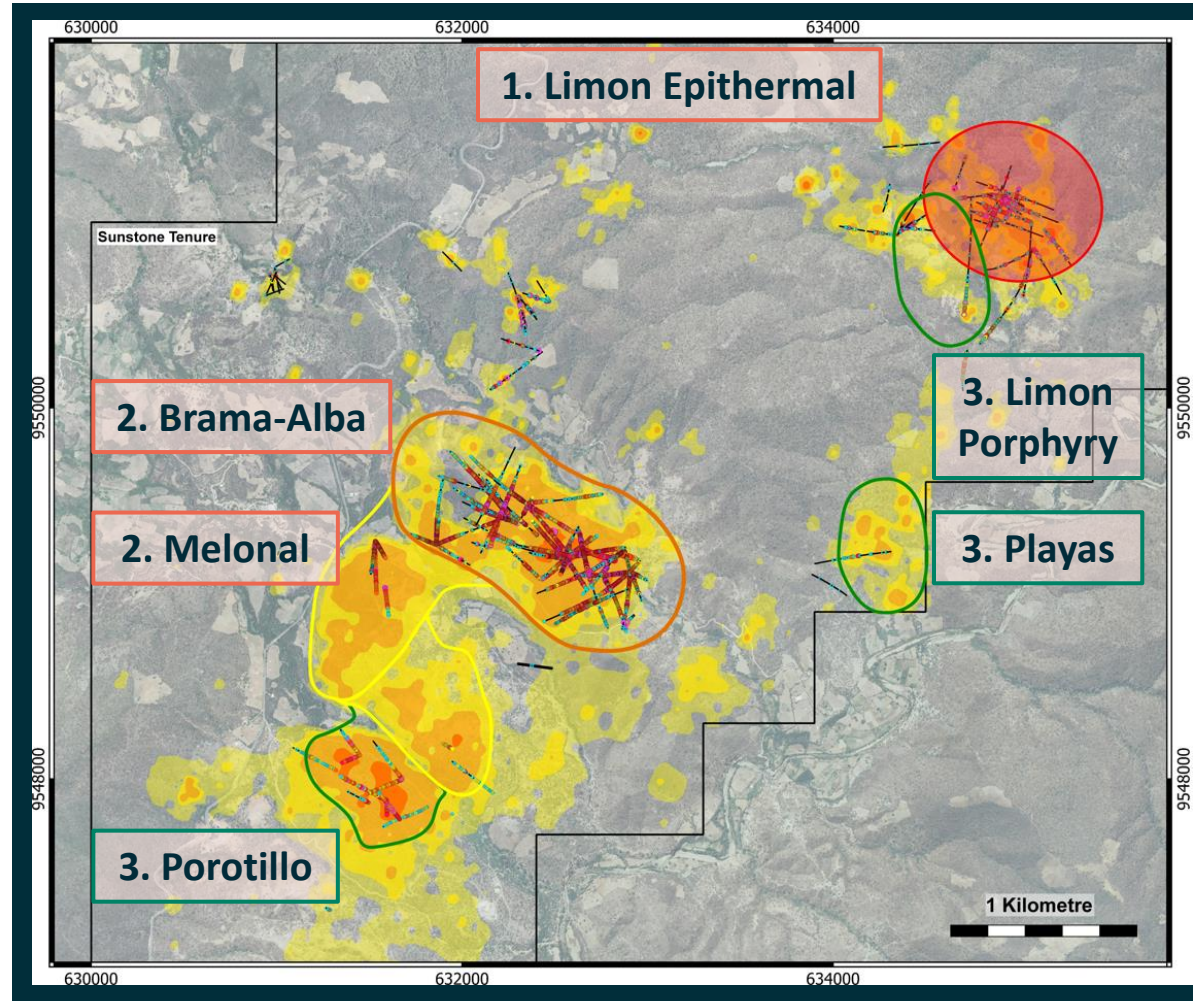 630000
632000
634000
1. Limon Epithermal
Sunstone Tenure
9550000
9550000
2. Brama-Alba
3. Limon
Porphyry
2. Melonal
3. Playas
9548000
9548000
3. Porotillo
1 Kilometre
630000
632000
634000